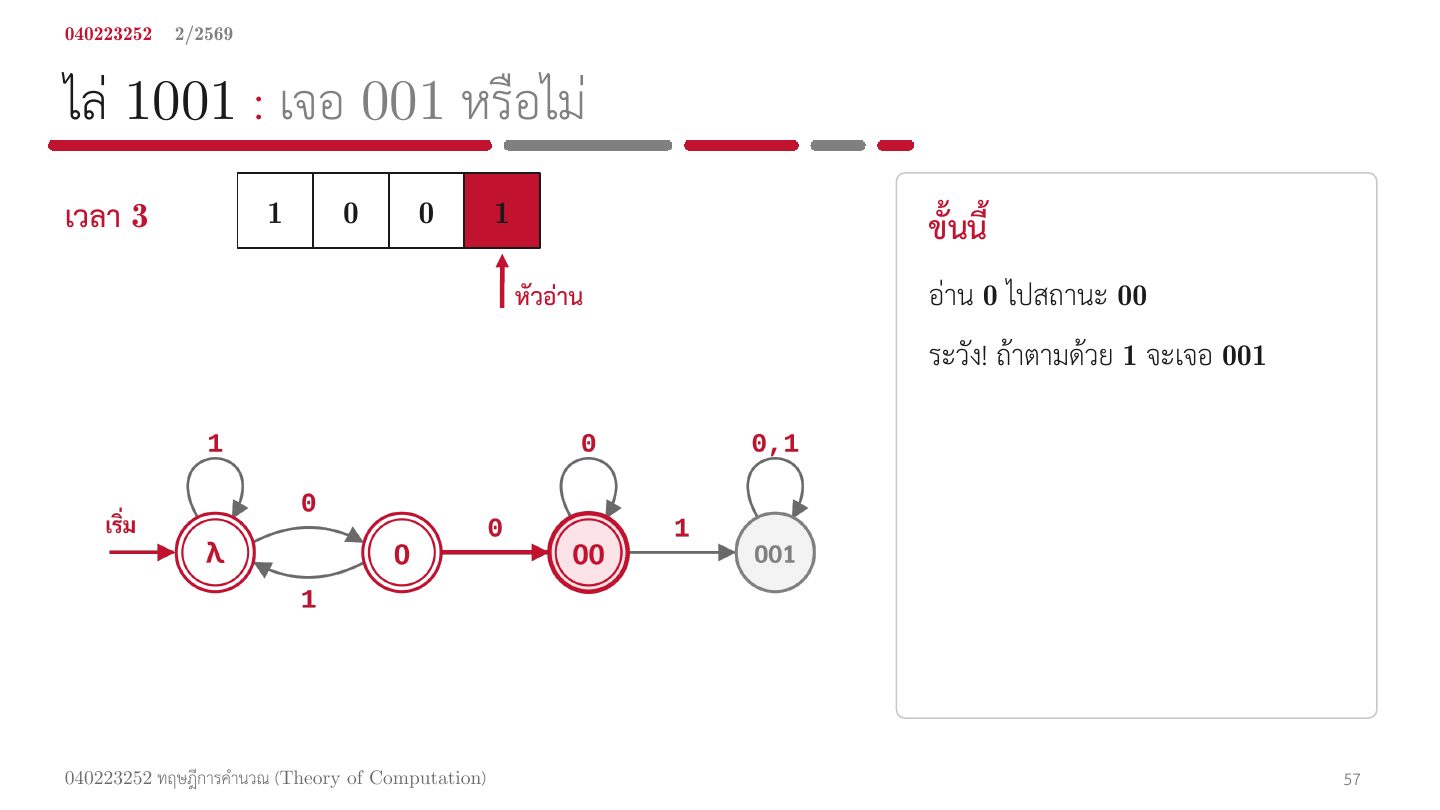 040223252 2/2569
ไล่ 1001 : เจอ 001 หรือไม่
เวลา 3
1 0 0 1
หัวอ่าน
ขั้นนี้
อ่าน 0 ไปสถานะ 00
ระวัง! ถ้าตามด้วย 1 จะเจอ 001
1 0 0,1
0
เริ่ม
0 1
λ 0 00 001
1
040223252 ทฤษฎีการคำนวณ (Theory of Computation)
57